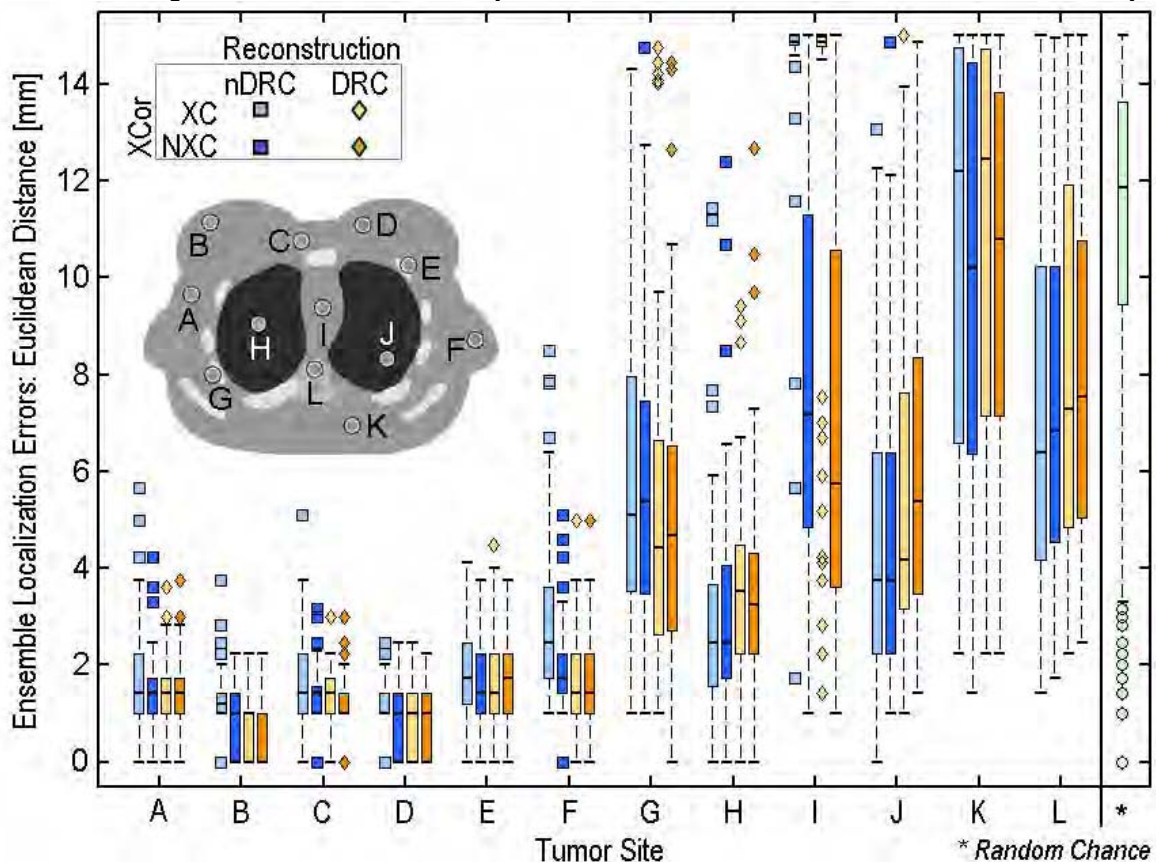 Reconstruction
nDRC DRC
XCor
XC
NXC
Ensemble Localization Errors: Euclidean Distance [mm]
14
12
10
8
6
4
2
0
B
C
D
E
A
I
H
J
F
G
L
K
A B C D E F G H I J K L *
Tumor Site
* Random Chance